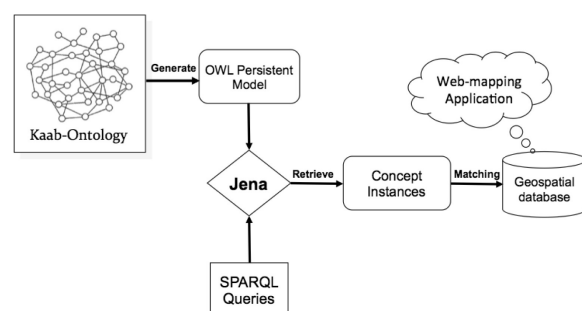 Kaab-Ontology
Generate
OWL Persistent
Model
Web-mapping
Application
Jena
Retrieve
Concept
Instances
Matching
Geospatial
database
SPARQL
Queries